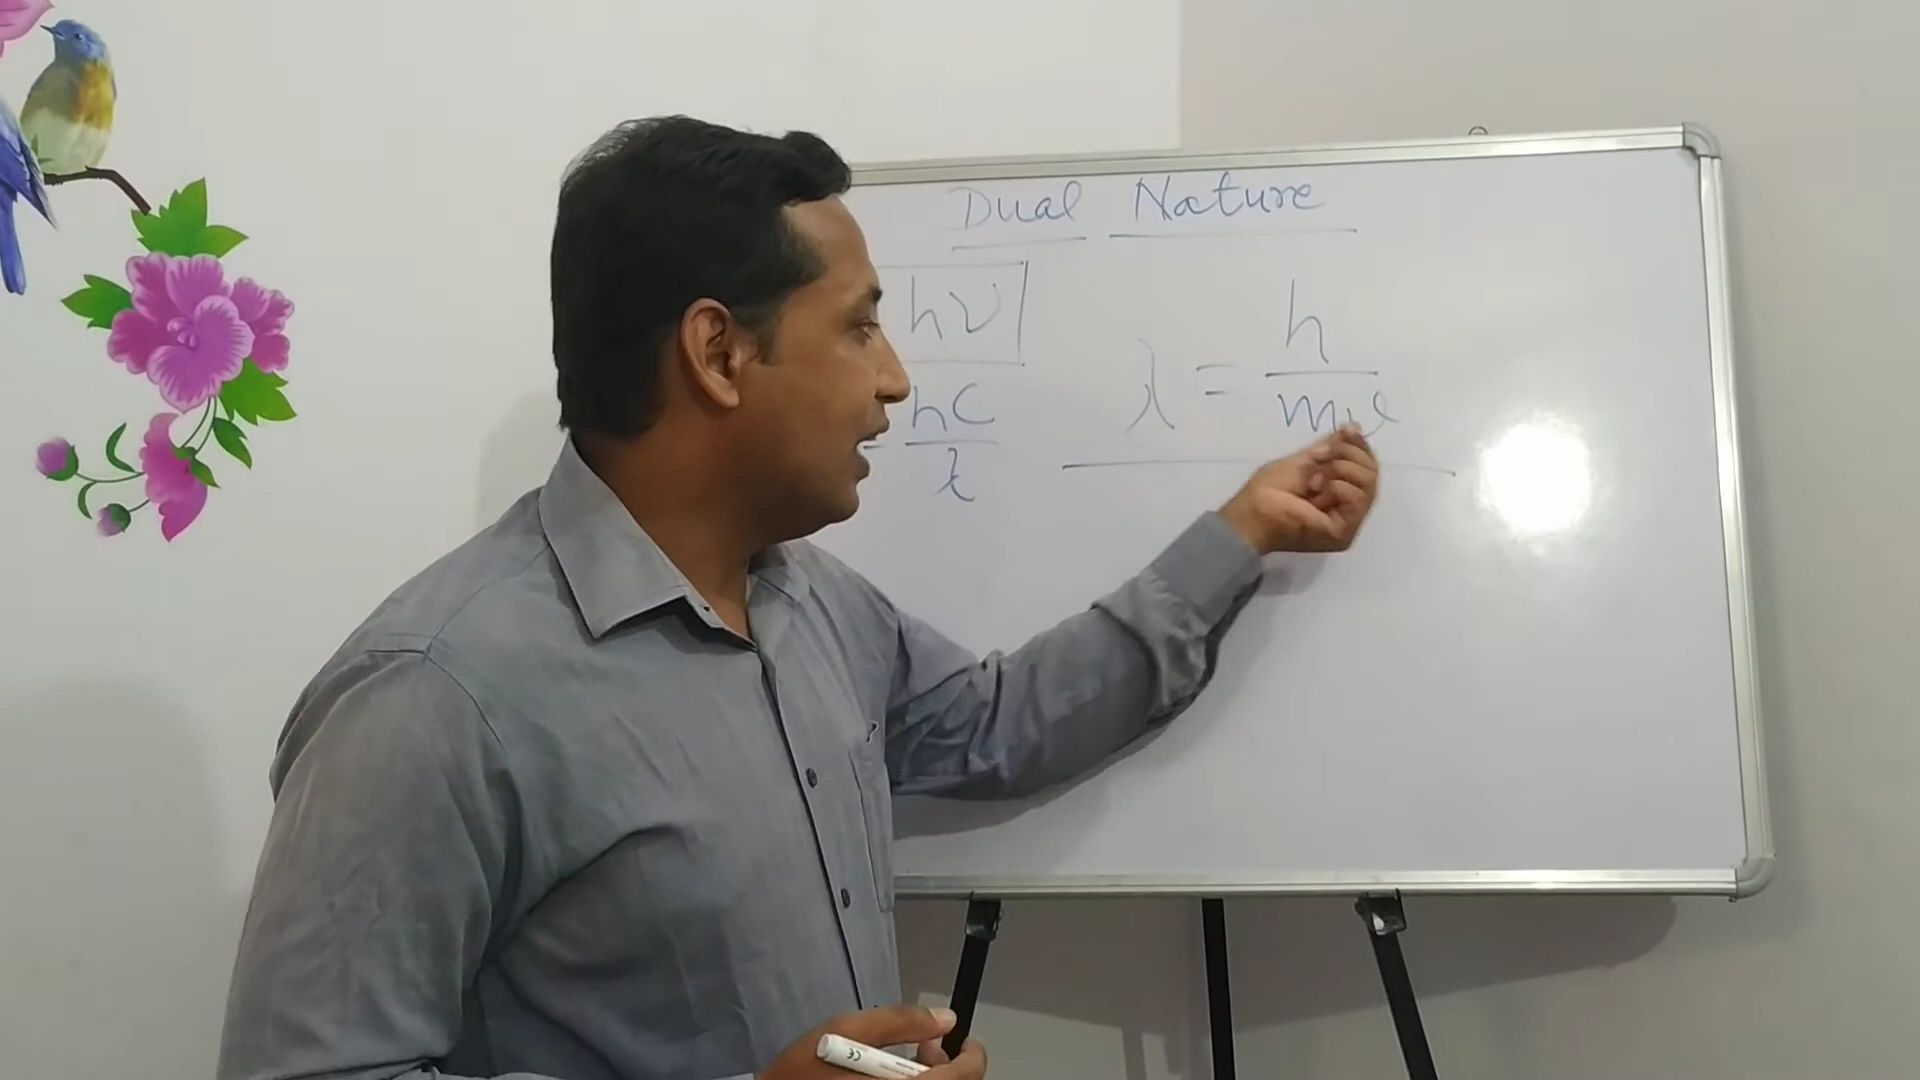 Dual Nature
hν
λ = h/mv
hC/λ